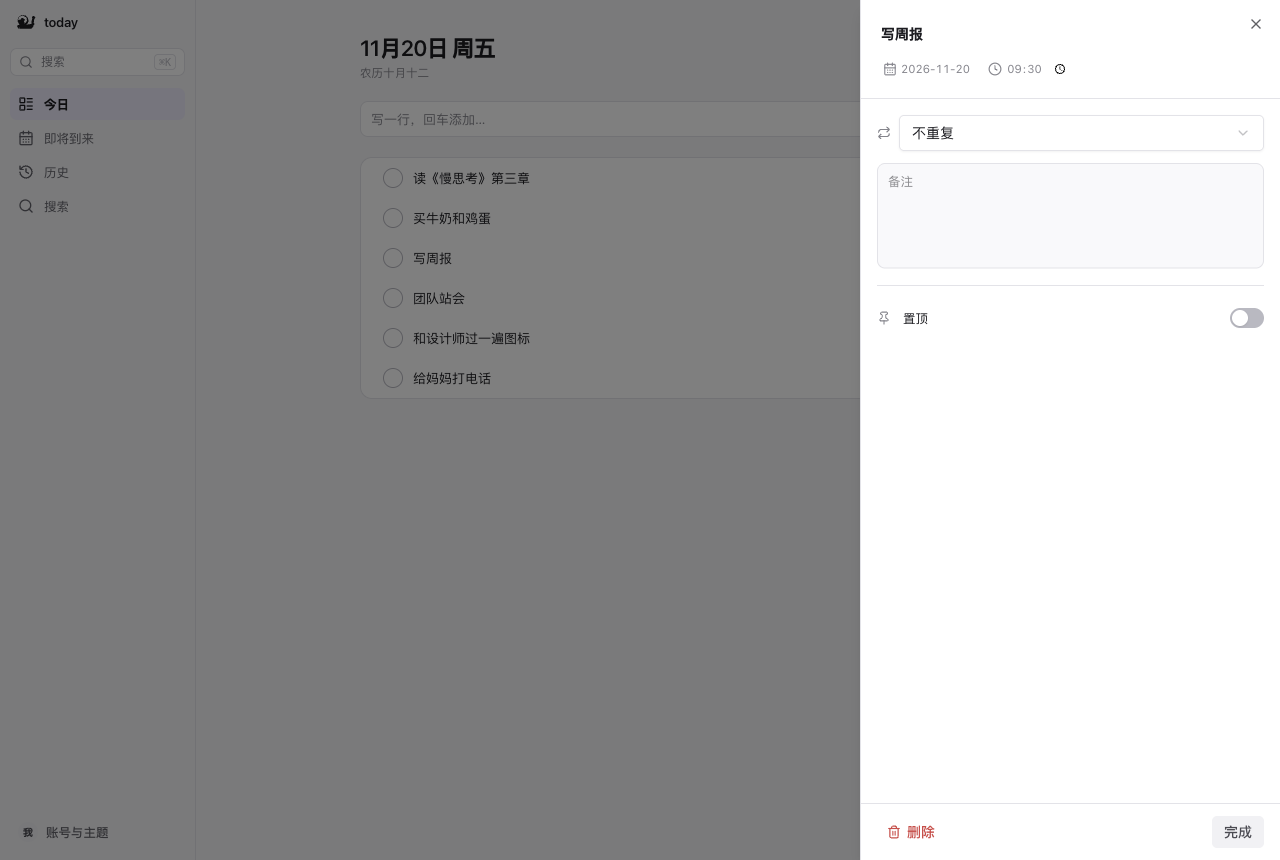 today
搜索
⌘K
今日
即将到来
历史
搜索
我 账号与主题
11月20日 周五
农历十月十二
写一行，回车添加...
读《慢思考》第三章
买牛奶和鸡蛋
写周报
团队站会
和设计师过一遍图标
给妈妈打电话
写周报
2026-11-20 09:30
不重复
备注
置顶
删除
完成